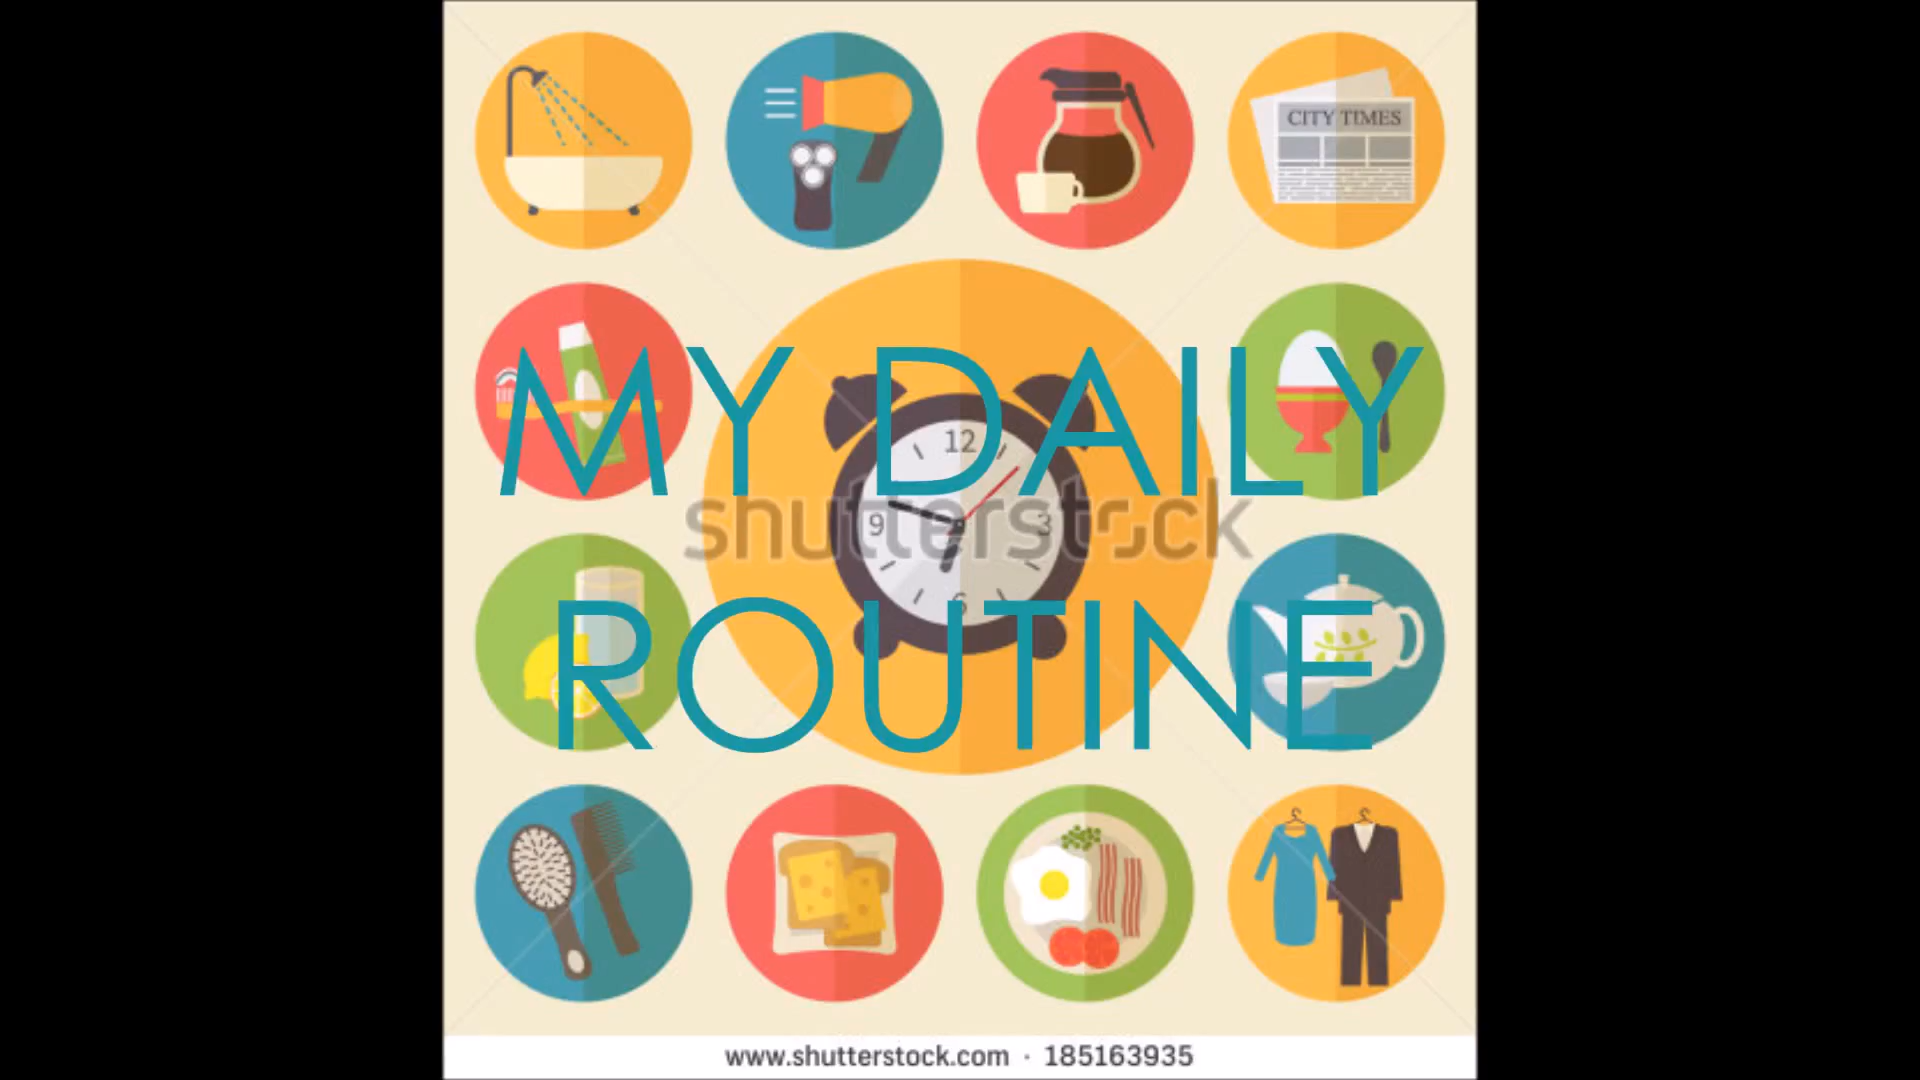 CITY TIMES
MY DAILY
12
shutterstock
9
3
6
ROUTINE
www.shutterstock.com · 185163935